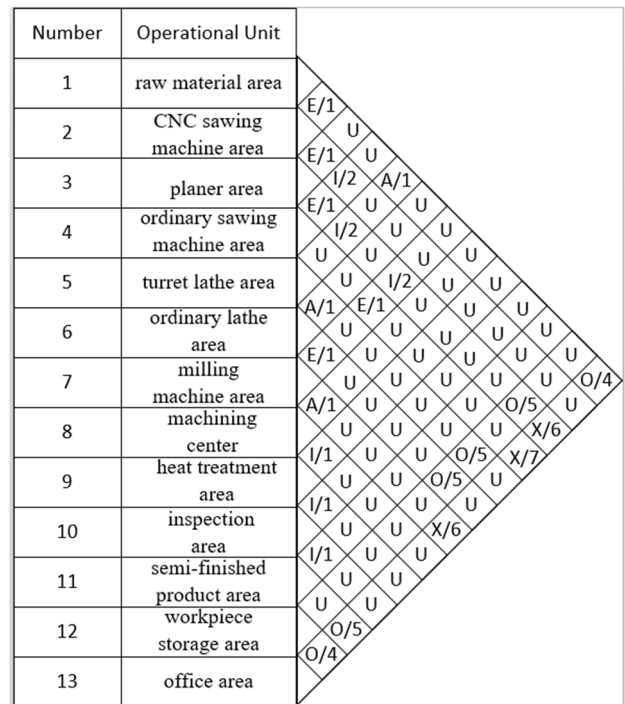 Number Operational Unit
1 raw material area
2 CNC sawing
machine area
3 planer area
4 ordinary sawing
machine area
5 turret lathe area
6 ordinary lathe
area
7 milling
machine area
8 machining
center
9 heat treatment
area
10 inspection
area
11 semi-finished
product area
12 workpiece
storage area
13 office area
E/1
U
E/1 U
I/2 A/1
E/1 U U
I/2 U U
U U U U
U I/2 U U
A/1 E/1 U U U
U U U U U
E/1 U U U U U
U U U U U O/4
A/1 U U U O/5 U
U U U U X/6
I/1 U U O/5 X/7
U U O/5 U
I/1 U U U
U U X/6
I/1 U U
U U
U U
O/5
O/4